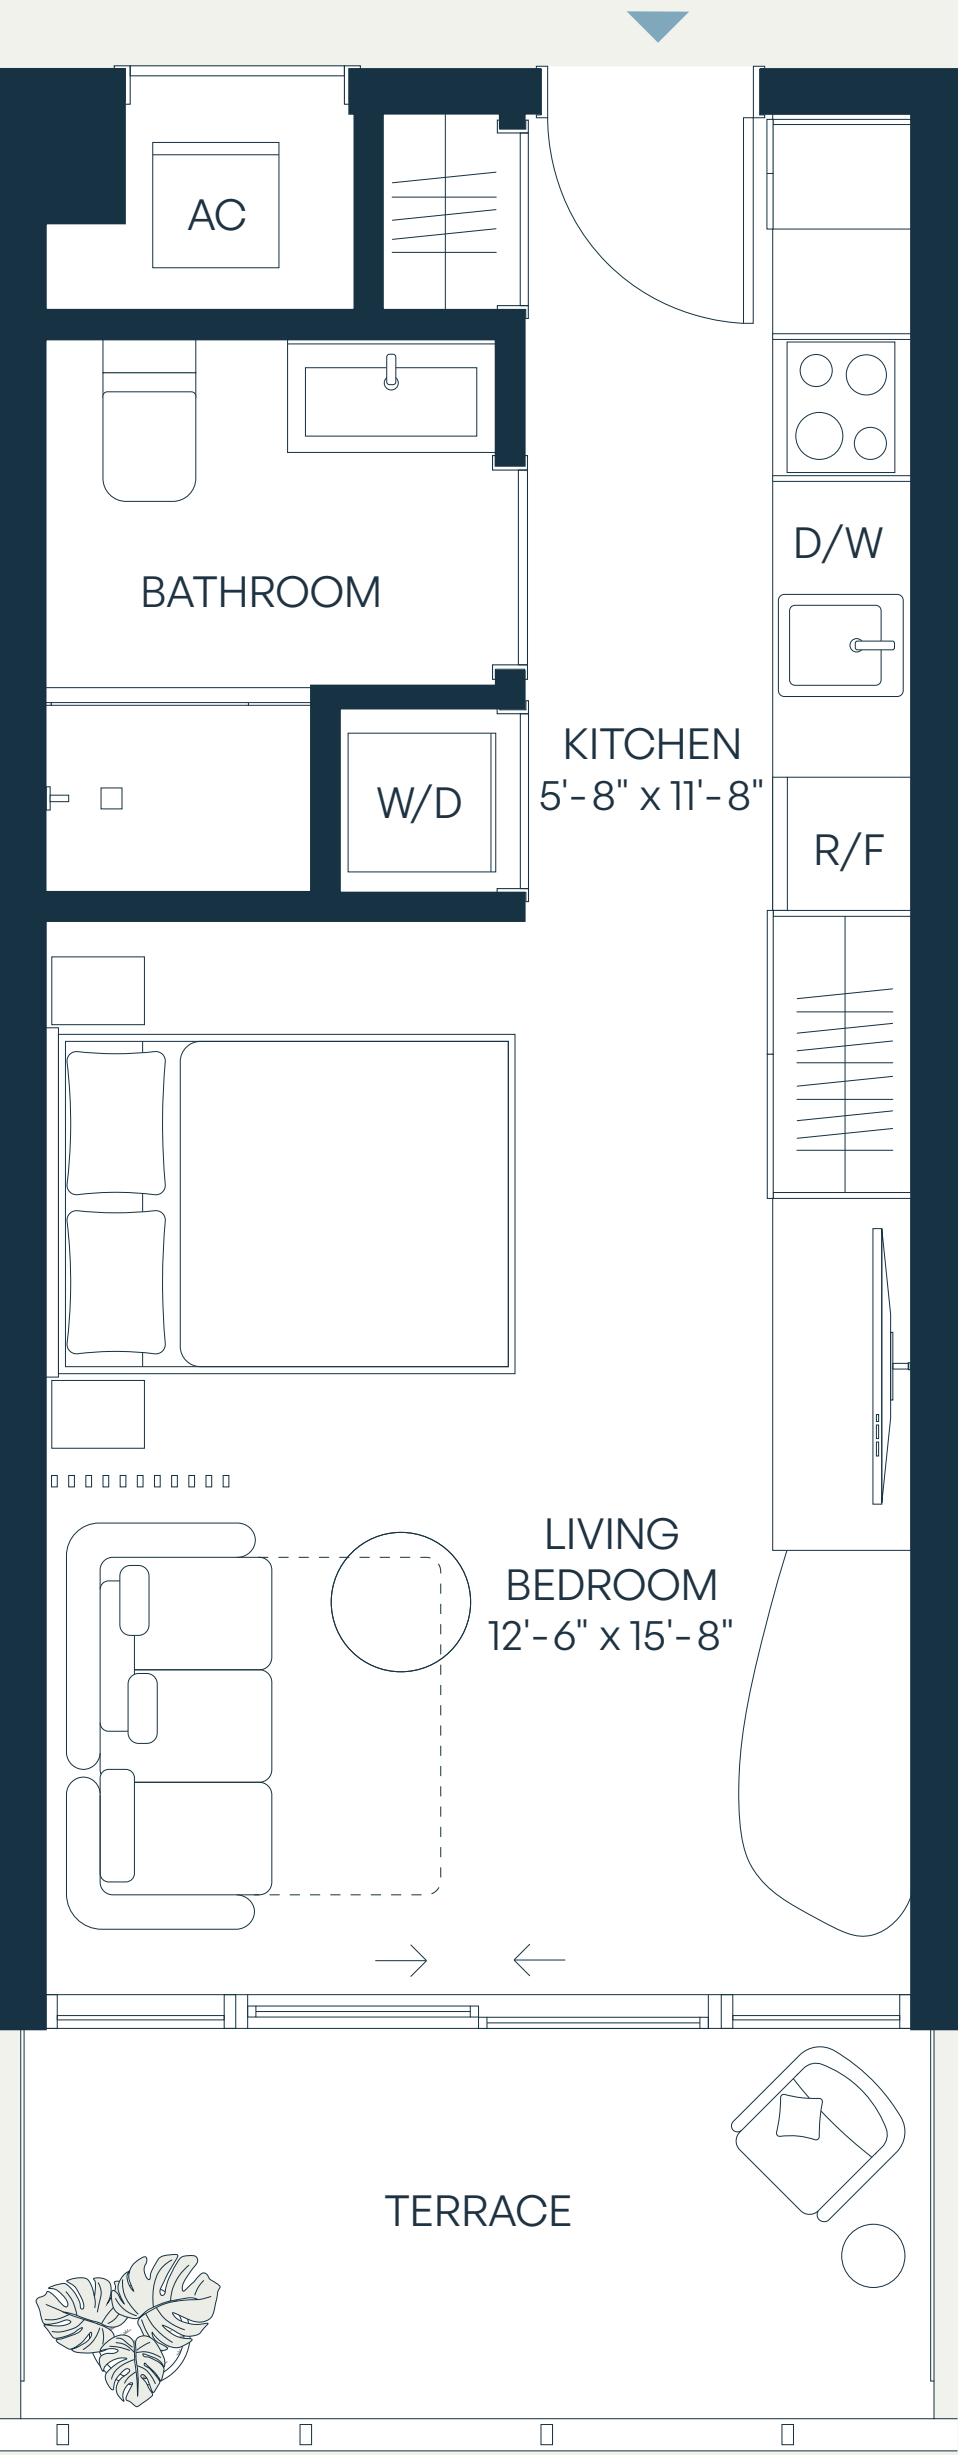 AC
D/W
BATHROOM
KITCHEN
5'-8" x 11'-8"
W/D
R/F
LIVING
BEDROOM
12'-6" x 15'-8"
TERRACE